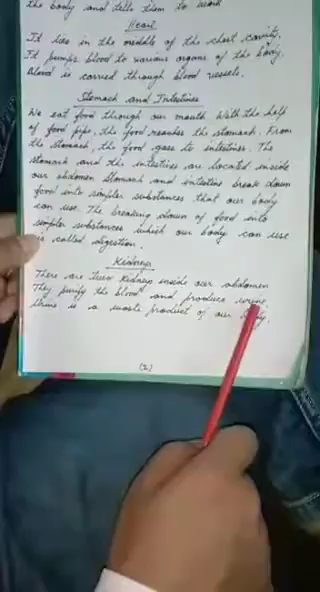 the body and tells them to work
Heart
It lies in the middle of the chest cavity.
It pumps blood to various organs of the body.
Blood is carried through blood vessels.
Stomach and Intestines
We eat food through our mouth. With the help
of food pipe, the food reaches the stomach. From
the stomach, the food goes to intestines. The
stomach and the intestines are located inside
our abdomen. Stomach and intestine break down
food into simpler substances that our body
can use. The breaking down of food into
simpler substances which our body can use
is called digestion.
Kidneys
There are two kidneys inside our abdomen
They purify the blood and produce urine.
Urine is a waste product of our body.
(2)